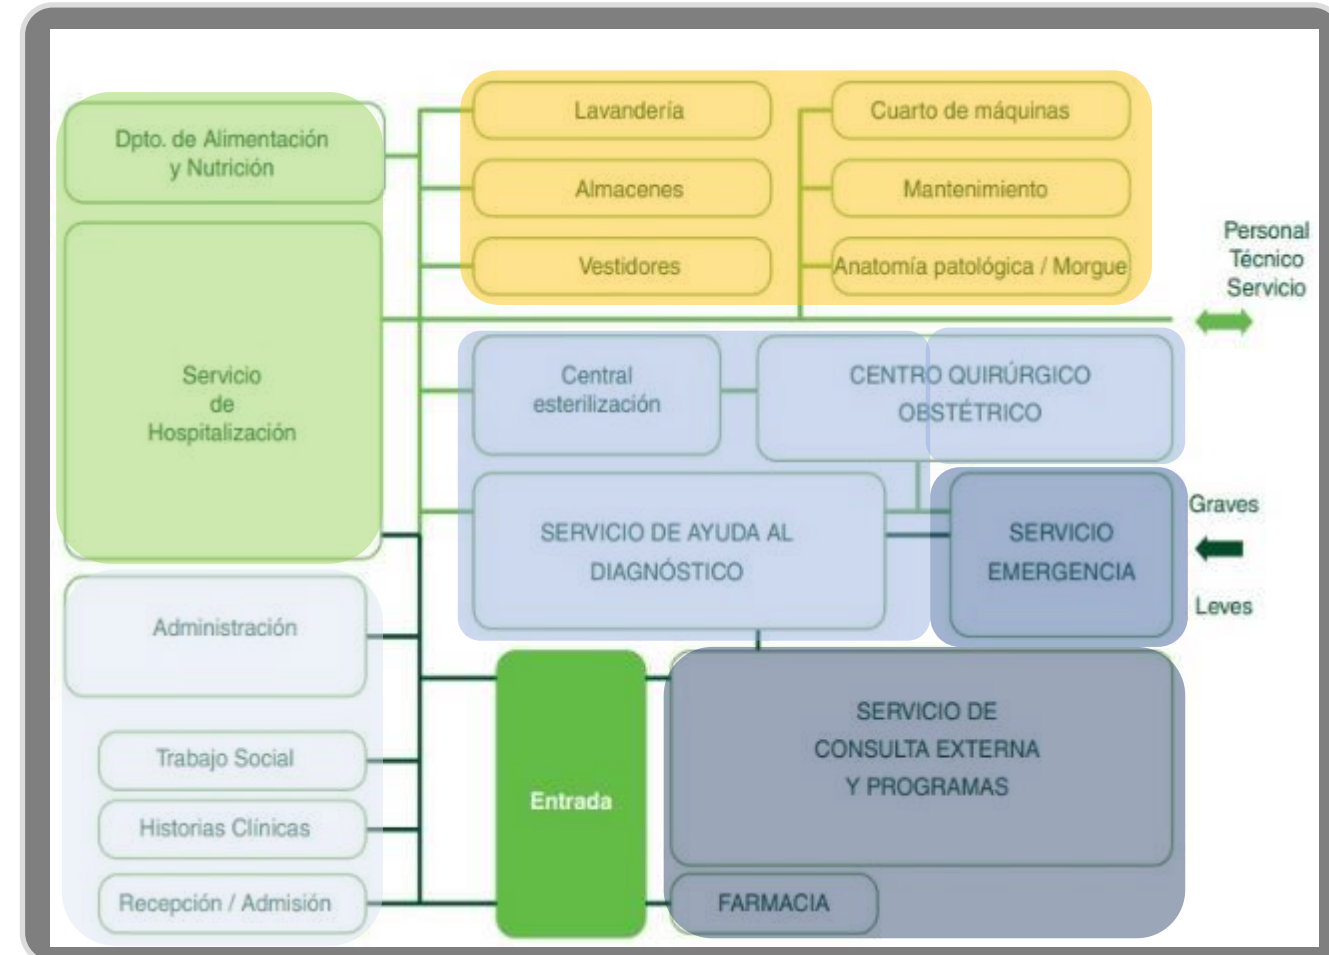 Dpto. de Alimentación
y Nutrición
Servicio
de
Hospitalización
Administración
Trabajo Social
Historias Clínicas
Recepción / Admisión
Lavandería
Almacenes
Vestidores
Cuarto de máquinas
Mantenimiento
Anatomía patológica / Morgue
Personal
Técnico
Servicio
Central
esterilización
CENTRO QUIRÚRGICO
OBSTÉTRICO
SERVICIO DE AYUDA AL
DIAGNÓSTICO
SERVICIO
EMERGENCIA
Graves
Leves
Entrada
SERVICIO DE
CONSULTA EXTERNA
Y PROGRAMAS
FARMACIA